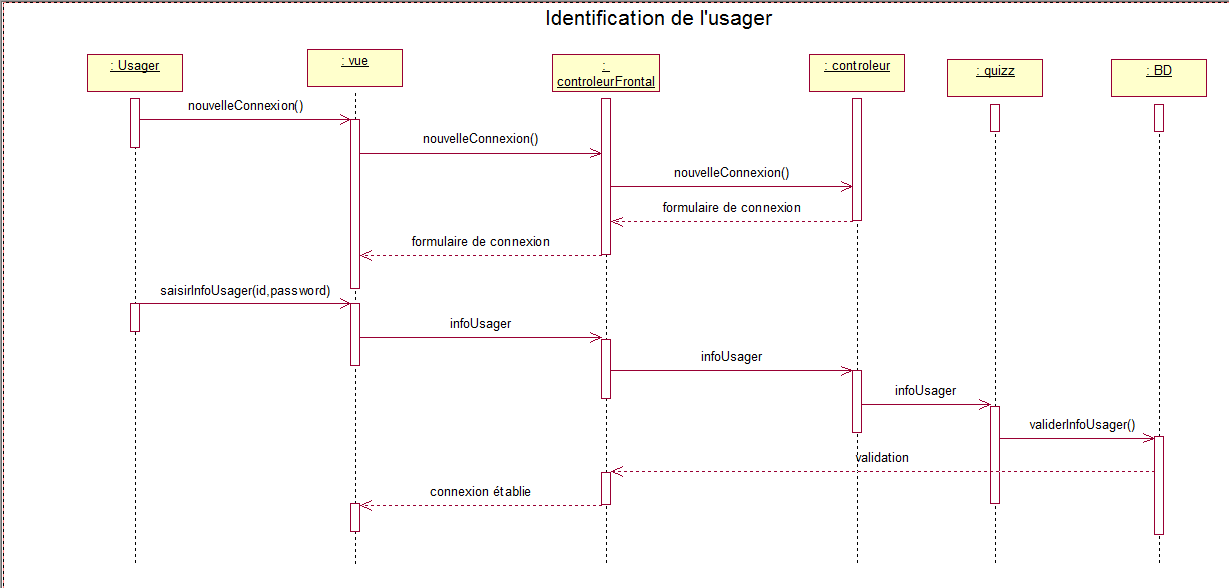 Identification de l'usager
: Usager
: vue
:
controleurFrontal
: controleur
: quizz
: BD
nouvelleConnexion()
nouvelleConnexion()
nouvelleConnexion()
formulaire de connexion
formulaire de connexion
saisirInfoUsager(id,password)
infoUsager
infoUsager
infoUsager
validerInfoUsager()
validation
connexion établie